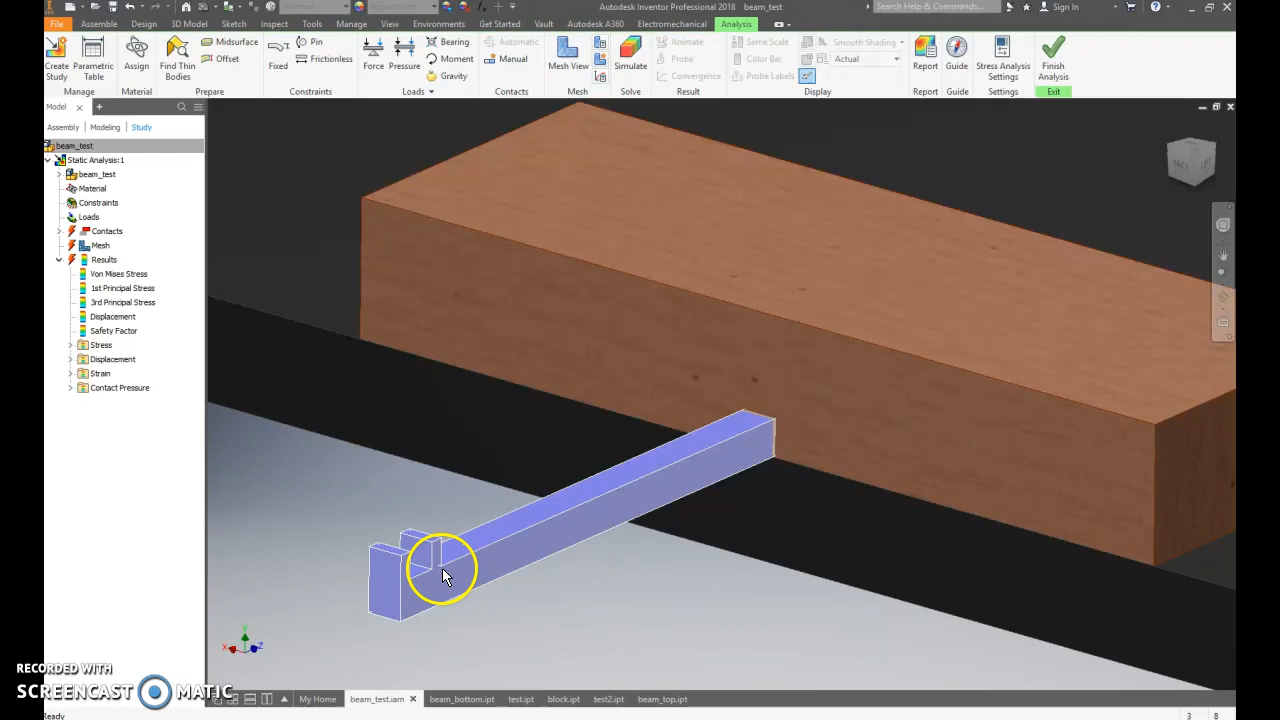 Autodesk Inventor Professional 2018 beam_test
Search Help & Commands...
Sign In
File Assemble Design 3D Model Sketch Inspect Tools Manage View Environments Get Started Vault Autodesk A360 Electromechanical Analysis
Create Study
Parametric Table
Assign
Find Thin Bodies
Midsurface
Offset
Fixed
Pin
Frictionless
Force
Pressure
Bearing
Moment
Gravity
Automatic
Manual
Mesh View
Simulate
Animate
Probe
Convergence
Same Scale
Color Bar
Probe Labels
Smooth Shading
Actual
Report
Guide
Stress Analysis Settings
Finish Analysis
Manage Material Prepare Constraints Loads Contacts Mesh Solve Result Display Report Guide Settings Exit
Model
Assembly Modeling Study
beam_test
Static Analysis:1
beam_test
Material
Constraints
Loads
Contacts
Mesh
Results
Von Mises Stress
1st Principal Stress
3rd Principal Stress
Displacement
Safety Factor
Stress
Displacement
Strain
Contact Pressure
BACK
Y
X
Z
RECORDED WITH
SCREENCAST MATIC
My Home beam_test.iam beam_bottom.ipt test.ipt block.ipt test2.ipt beam_top.ipt
Ready
3 8